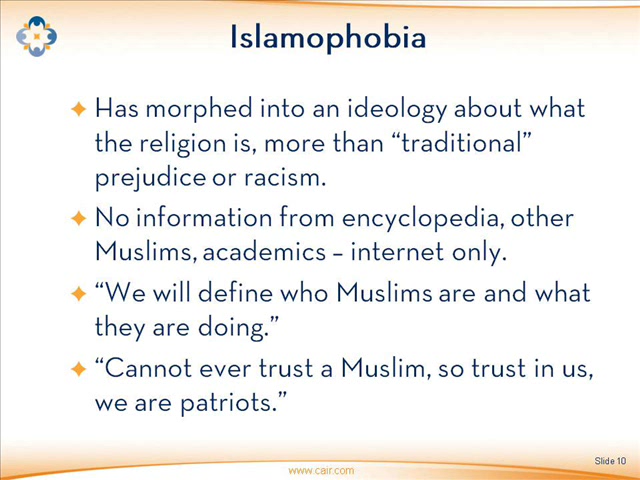 Islamophobia
Has morphed into an ideology about what
the religion is, more than “traditional”
prejudice or racism.
No information from encyclopedia, other
Muslims, academics – internet only.
“We will define who Muslims are and what
they are doing.”
“Cannot ever trust a Muslim, so trust in us,
we are patriots.”
Slide 10
www.cair.com